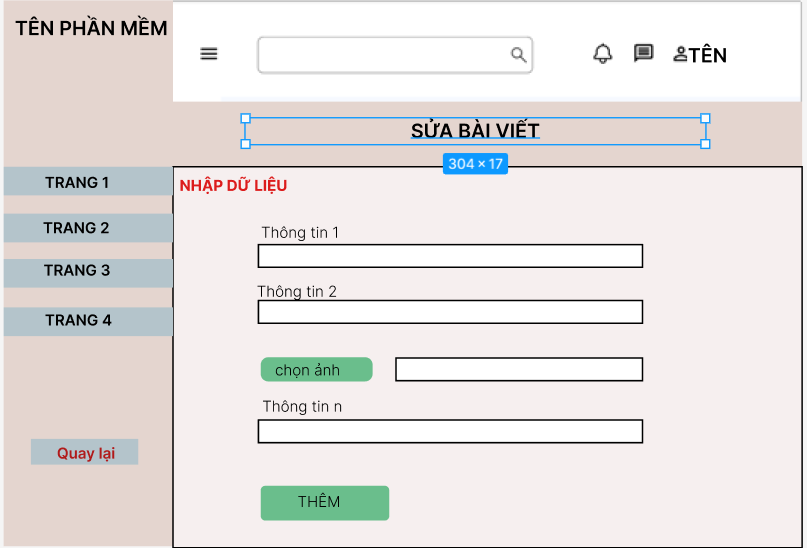 TÊN PHẦN MỀM
TÊN
SỬA BÀI VIẾT
304 × 17
TRANG 1
NHẬP DỮ LIỆU
TRANG 2
Thông tin 1
TRANG 3
Thông tin 2
TRANG 4
chọn ảnh
Thông tin n
Quay lại
THÊM